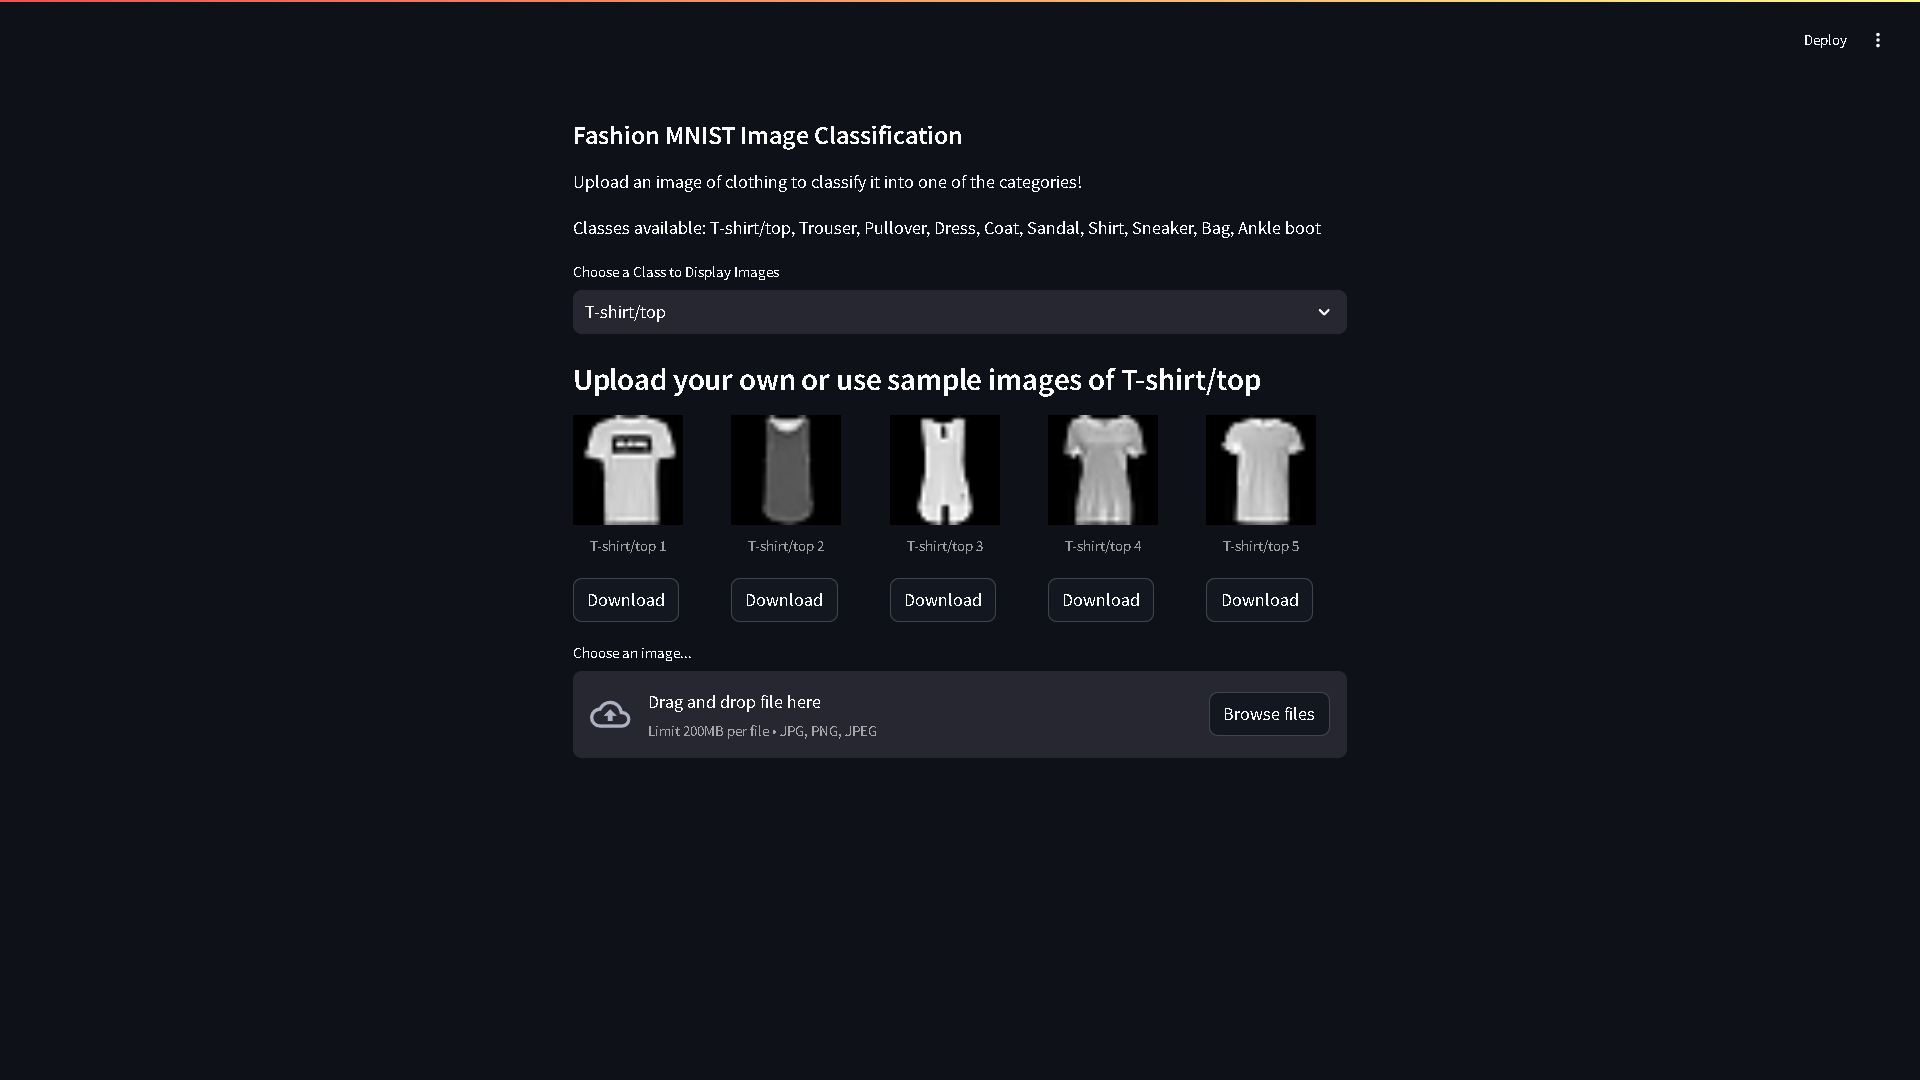 Deploy
Fashion MNIST Image Classification
Upload an image of clothing to classify it into one of the categories!
Classes available: T-shirt/top, Trouser, Pullover, Dress, Coat, Sandal, Shirt, Sneaker, Bag, Ankle boot
Choose a Class to Display Images
T-shirt/top
Upload your own or use sample images of T-shirt/top
T-shirt/top 1 T-shirt/top 2 T-shirt/top 3 T-shirt/top 4 T-shirt/top 5
Download Download Download Download Download
Choose an image...
Drag and drop file here
Limit 200MB per file • JPG, PNG, JPEG
Browse files